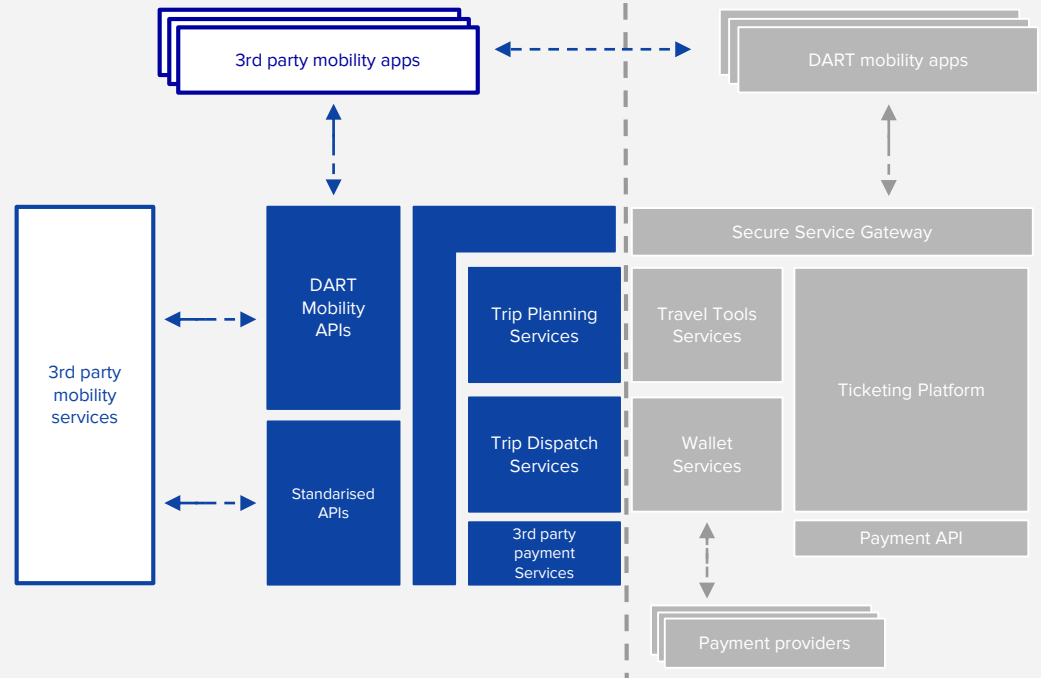 3rd party mobility apps
DART mobility apps
Secure Service Gateway
DART
Mobility
APIs
Trip Planning
Services
Travel Tools
Services
3rd party
mobility
services
Ticketing Platform
Trip Dispatch
Services
Wallet
Services
Standarised
APIs
3rd party
payment
Services
Payment API
Payment providers